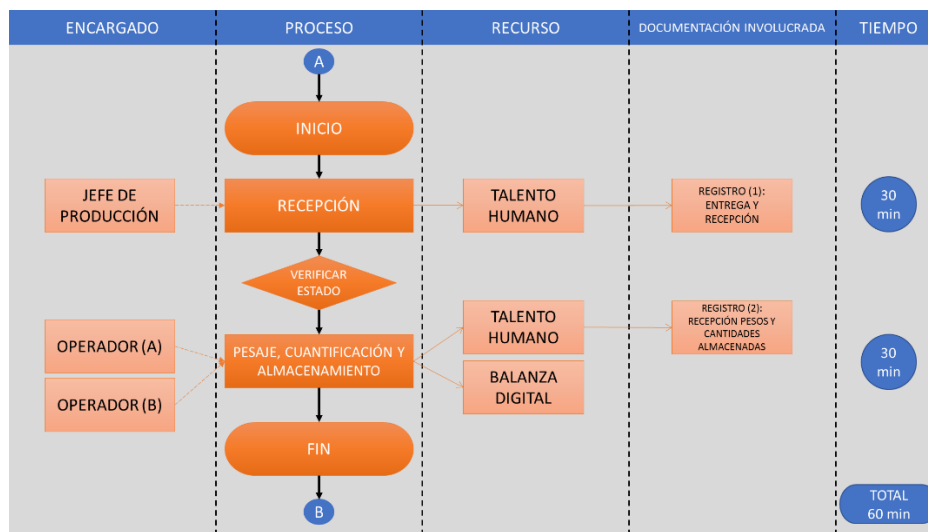 ENCARGADO
PROCESO
RECURSO
DOCUMENTACIÓN INVOLUCRADA
TIEMPO
A
INICIO
JEFE DE
PRODUCCIÓN
RECEPCIÓN
TALENTO
HUMANO
REGISTRO (1):
ENTREGA Y
RECEPCIÓN
30
min
VERIFICAR
ESTADO
OPERADOR (A)
OPERADOR (B)
PESAJE, CUANTIFICACIÓN Y
ALMACENAMIENTO
TALENTO
HUMANO
BALANZA
DIGITAL
REGISTRO (2):
RECEPCIÓN PESOS Y
CANTIDADES
ALMACENADAS
30
min
FIN
B
TOTAL
60 min